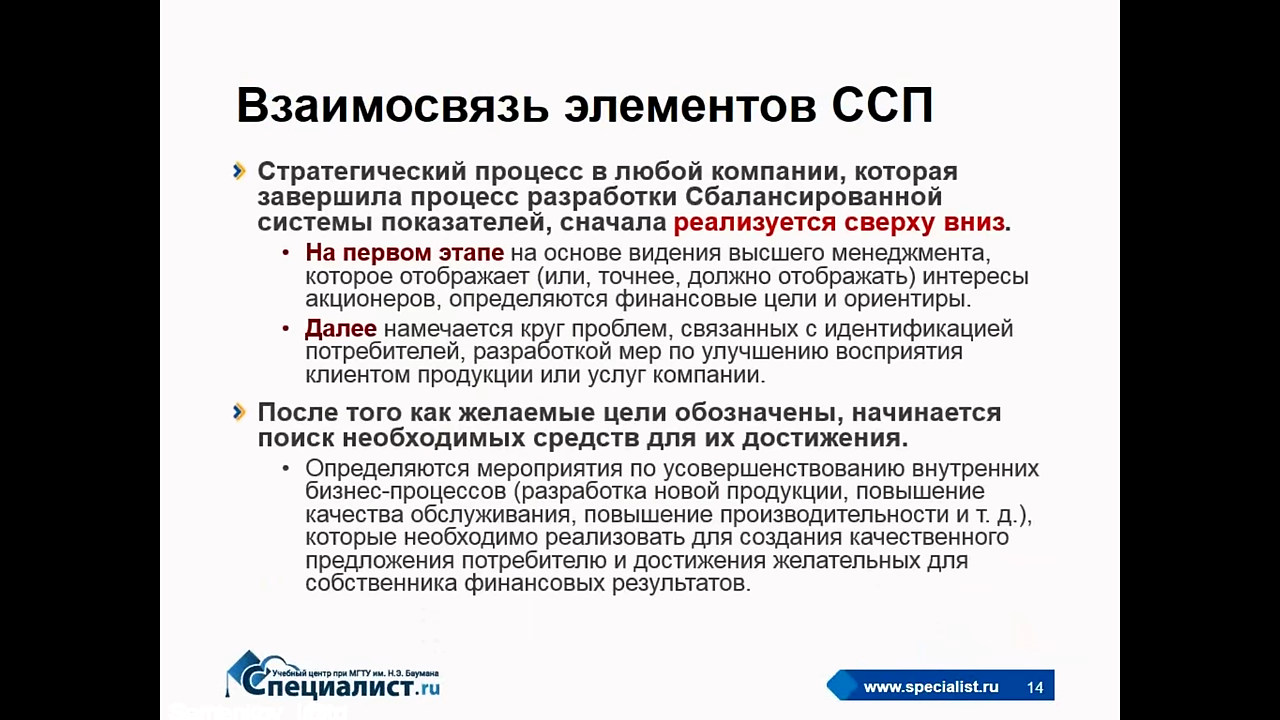 Взаимосвязь элементов ССП
Стратегический процесс в любой компании, которая
завершила процесс разработки Сбалансированной
системы показателей, сначала реализуется сверху вниз.
• На первом этапе на основе видения высшего менеджмента,
которое отображает (или, точнее, должно отображать) интересы
акционеров, определяются финансовые цели и ориентиры.
• Далее намечается круг проблем, связанных с идентификацией
потребителей, разработкой мер по улучшению восприятия
клиентом продукции или услуг компании.
После того как желаемые цели обозначены, начинается
поиск необходимых средств для их достижения.
• Определяются мероприятия по усовершенствованию внутренних
бизнес-процессов (разработка новой продукции, повышение
качества обслуживания, повышение производительности и т. д.),
которые необходимо реализовать для создания качественного
предложения потребителю и достижения желательных для
собственника финансовых результатов.
Учебный центр при МГТУ им. Н.Э. Баумана
Специалист.ru
www.specialist.ru 14